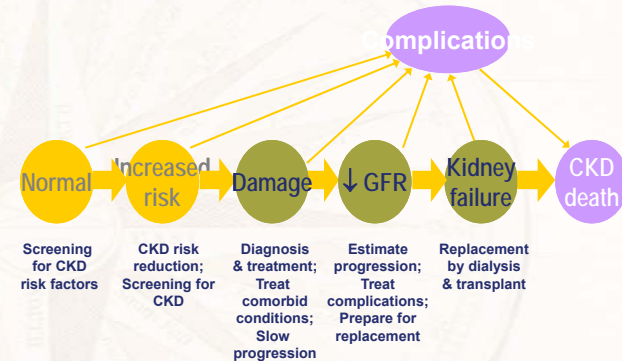 Complications
Normal
Increased
risk
Damage
↓ GFR
Kidney
failure
CKD
death
Screening
for CKD
risk factors
CKD risk
reduction;
Screening for
CKD
Diagnosis
& treatment;
Treat
comorbid
conditions;
Slow
progression
Estimate
progression;
Treat
complications;
Prepare for
replacement
Replacement
by dialysis
& transplant